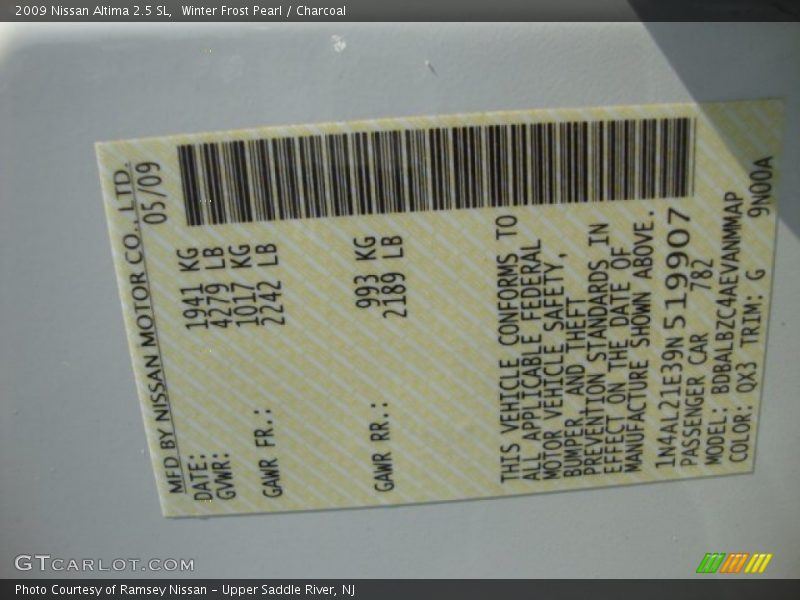 2009 Nissan Altima 2.5 SL,  Winter Frost Pearl / Charcoal
MFD BY NISSAN MOTOR CO., LTD.
DATE: 05/09
GVWR: 1941 KG
4279 LB
GAWR FR.: 1017 KG
2242 LB
GAWR RR.: 993 KG
2189 LB
THIS VEHICLE CONFORMS TO
ALL APPLICABLE FEDERAL
MOTOR VEHICLE SAFETY,
BUMPER, AND THEFT
PREVENTION STANDARDS IN
EFFECT ON THE DATE OF
MANUFACTURE SHOWN ABOVE.
1N4AL21E39N519907
PASSENGER CAR 782
MODEL: BDBALBZC4AEVANMMAP
COLOR: QX3 TRIM: G 9N00A
GTCARLOT.COM
Photo Courtesy of Ramsey Nissan - Upper Saddle River, NJ